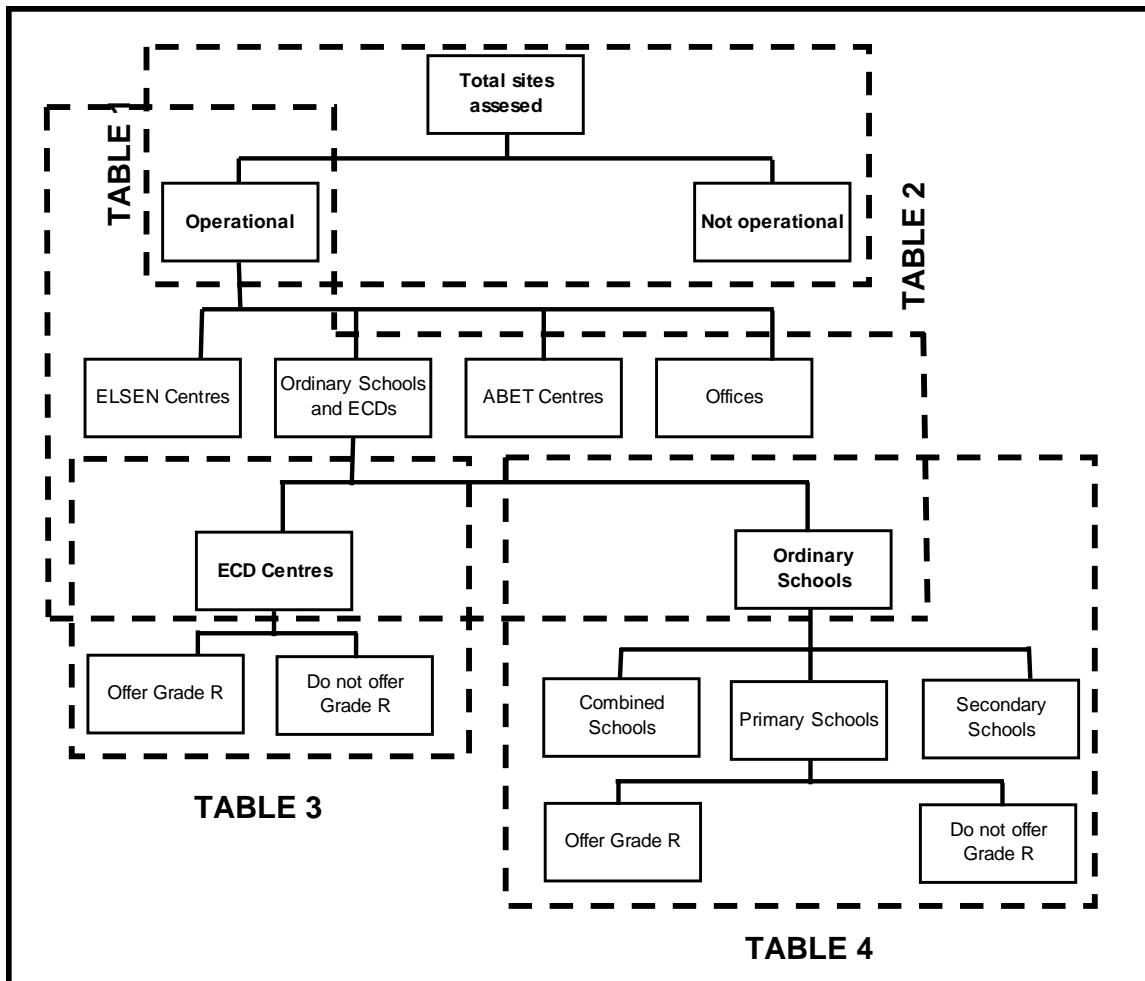 Total sites
assesed
TABLE 1
Operational
Not operational
TABLE 2
ELSEN Centres
Ordinary Schools
and ECDs
ABET Centres
Offices
ECD Centres
Ordinary
Schools
Offer Grade R
Do not offer
Grade R
Combined
Schools
Primary Schools
Secondary
Schools
TABLE 3
Offer Grade R
Do not offer
Grade R
TABLE 4